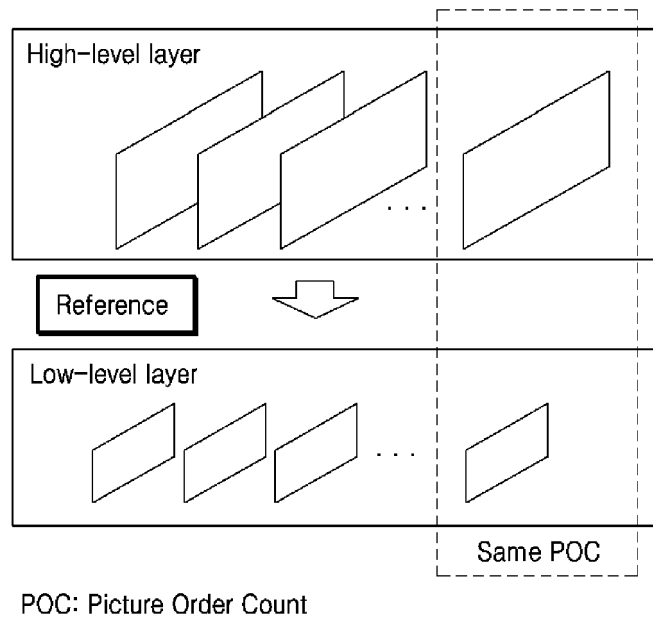 High-level layer
. . .
Reference
Low-level layer
. . .
Same POC
POC: Picture Order Count